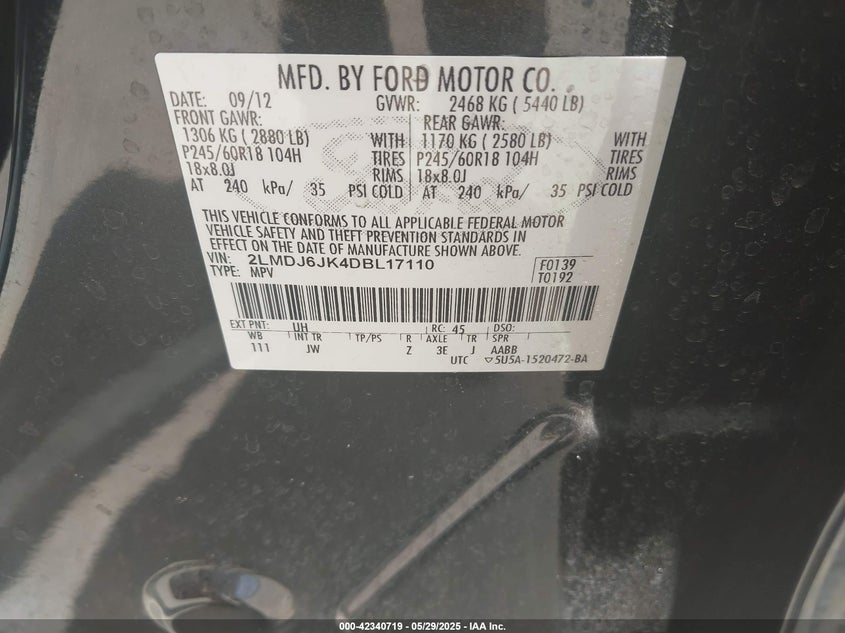 MFD. BY FORD MOTOR CO.
DATE: 09/12 GVWR: 2468 KG ( 5440 LB)
FRONT GAWR: REAR GAWR:
1306 KG ( 2880 LB) WITH 1170 KG ( 2580 LB) WITH
P245/60R18 104H TIRES P245/60R18 104H TIRES
18x8.0J RIMS 18x8.0J RIMS
AT 240 kPa/ 35 PSI COLD AT 240 kPa/ 35 PSI COLD
THIS VEHICLE CONFORMS TO ALL APPLICABLE FEDERAL MOTOR
VEHICLE SAFETY AND THEFT PREVENTION STANDARDS IN
EFFECT ON THE DATE OF MANUFACTURE SHOWN ABOVE.
VIN: 2LMDJ6JK4DBL17110 F0139
TYPE: MPV T0192
EXT PNT: UH RC: 45 DSO:
WB INT TR TP/PS R AXLE TR SPR
111 JW Z 3E J AABB
UTC ▽5U5A-1520472-BA
000-42340719 - 05/29/2025 - IAA Inc.